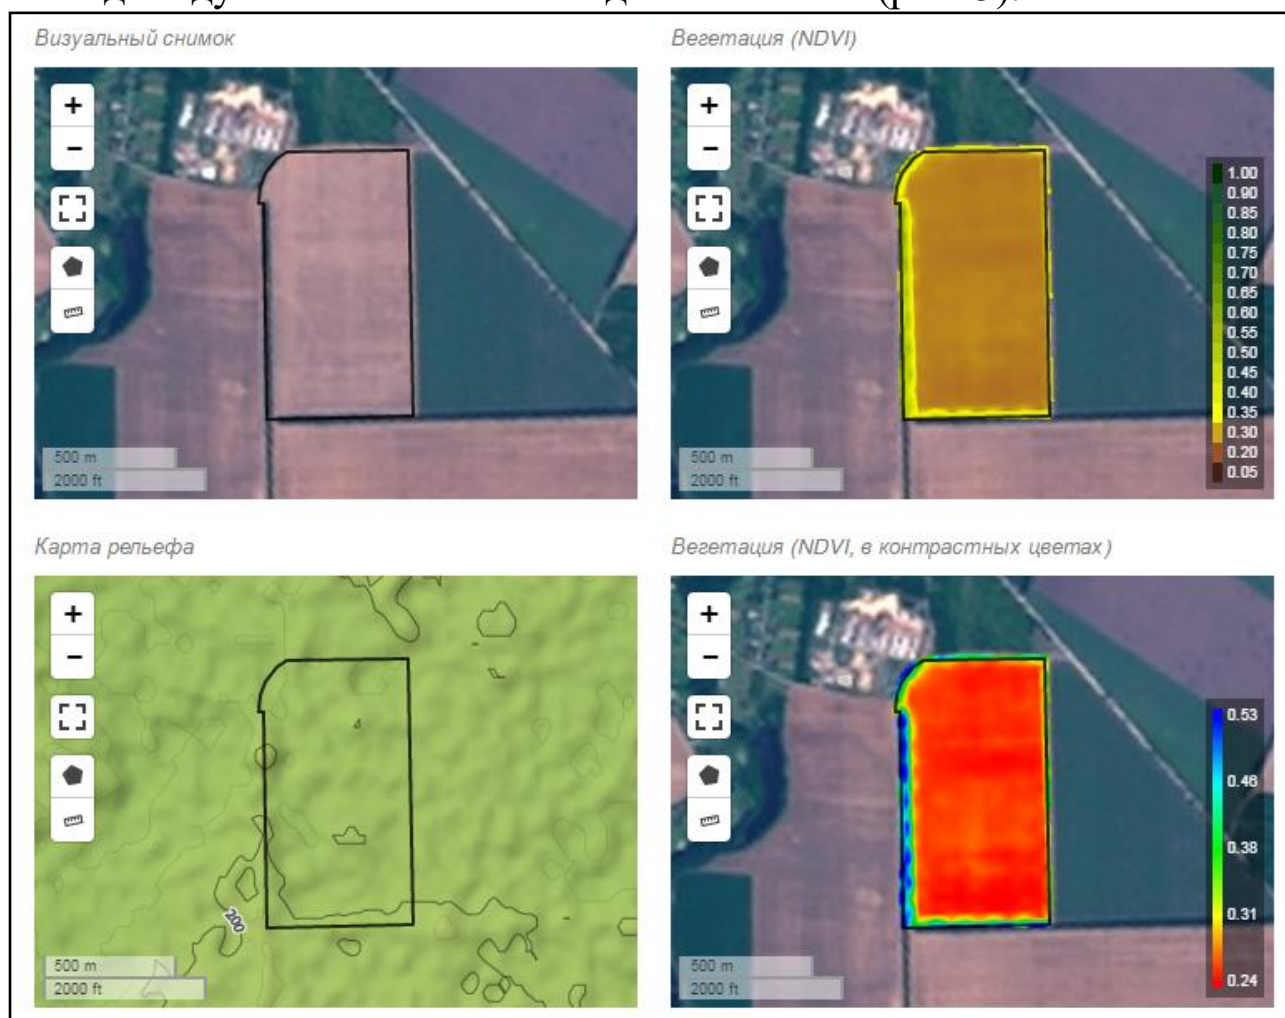 Визуальный снимок
Вегетация (NDVI)
+
−
500 m
2000 ft
+
−
1.00
0.90
0.85
0.80
0.75
0.70
0.65
0.60
0.55
0.50
0.45
0.40
0.35
0.30
0.20
0.05
500 m
2000 ft
Карта рельефа
Вегетация (NDVI, в контрастных цветах)
+
−
200
500 m
2000 ft
+
−
0.53
0.46
0.38
0.31
0.24
500 m
2000 ft